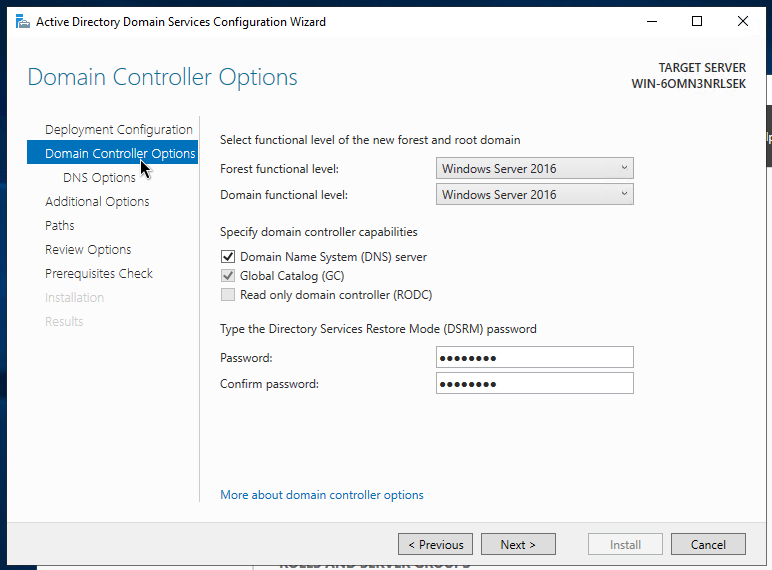 Active Directory Domain Services Configuration Wizard
Domain Controller Options
TARGET SERVER
WIN-6OMN3NRLSEK
Deployment Configuration
Domain Controller Options
DNS Options
Additional Options
Paths
Review Options
Prerequisites Check
Installation
Results
Select functional level of the new forest and root domain
Forest functional level: Windows Server 2016
Domain functional level: Windows Server 2016
Specify domain controller capabilities
Domain Name System (DNS) server
Global Catalog (GC)
Read only domain controller (RODC)
Type the Directory Services Restore Mode (DSRM) password
Password: ●●●●●●●●
Confirm password: ●●●●●●●●
More about domain controller options
< Previous
Next >
Install
Cancel
ROLES AND SERVER GROUPS